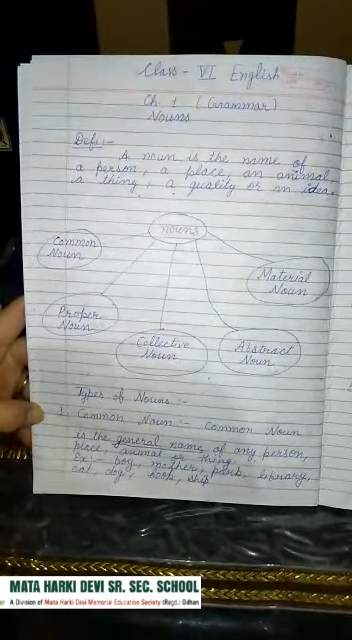 Class - VI English
Ch 1 (Grammar)
Nouns
Def:-
A noun is the name of
a person, a place, an animal
a thing, a quality or an idea.
nouns
Common
Noun
Material
Noun
Proper
Noun
Collective
Noun
Abstract
Noun
Types of Nouns:-
1. Common Noun:- Common Noun
is the general name of any person,
place, animal or thing.
Ex:- boy, mother, park, library,
cat, dog, book, ship
MATA HARKI DEVI SR. SEC. SCHOOL
A Division of Mata Harki Devi Memorial Education Society (Regd.) Odhan